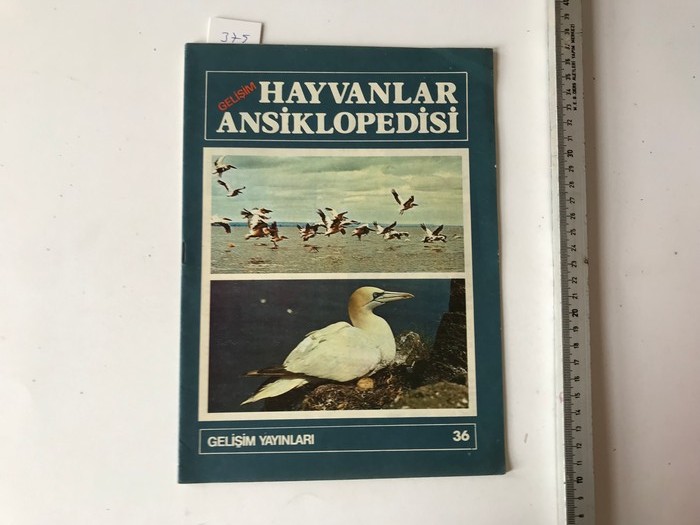 375
GELİŞİM
HAYVANLAR
ANSİKLOPEDİSİ
GELİŞİM YAYINLARI
36